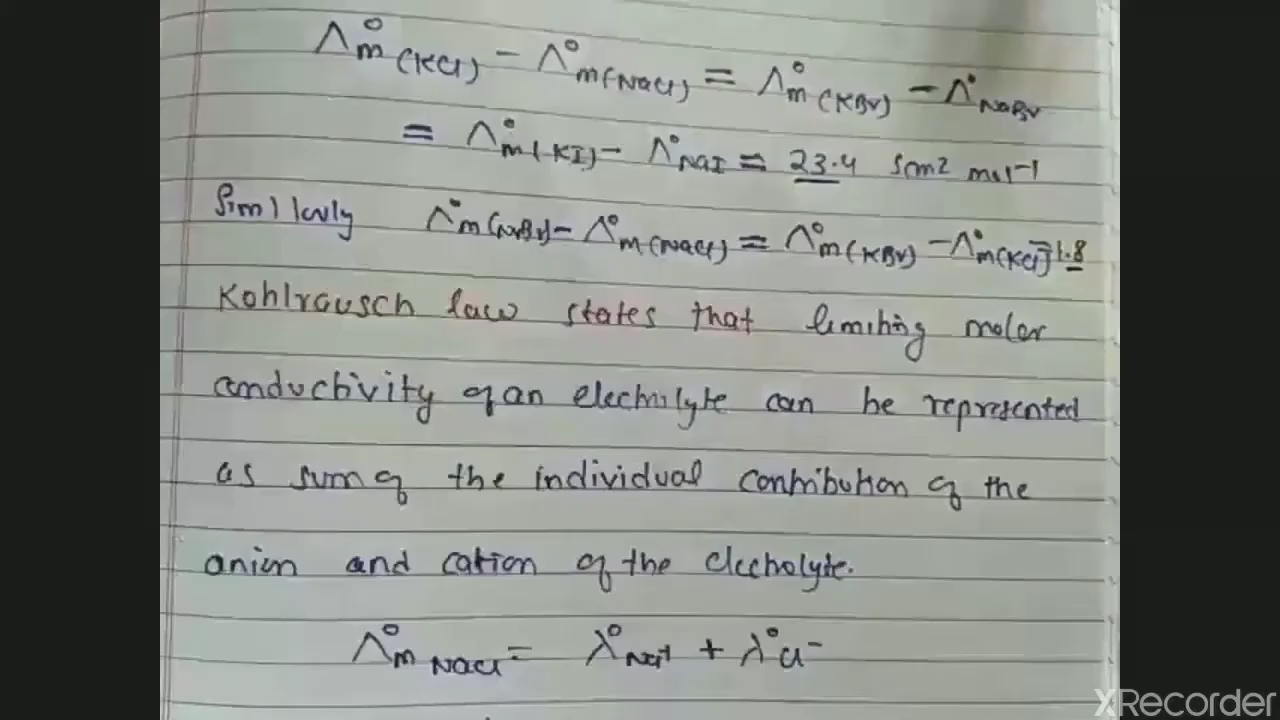 Λ°m(KCl) - Λ°m(NaCl) = Λ°m(KBr) - Λ°NaBr
= Λ°m(KI) - Λ°NaI = 23.4 Scm2 mol-1
Similarly Λ°m(NaBr) - Λ°m(NaCl) = Λ°m(KBr) - Λ°m(KCl) = 1.8
Kohlrausch law states that limiting molar
conductivity of an electrolyte can be represented
as sum of the individual contribution of the
anion and cation of the electrolyte.
Λ°m NaCl = λ°Na+ + λ°Cl-
XRecorder